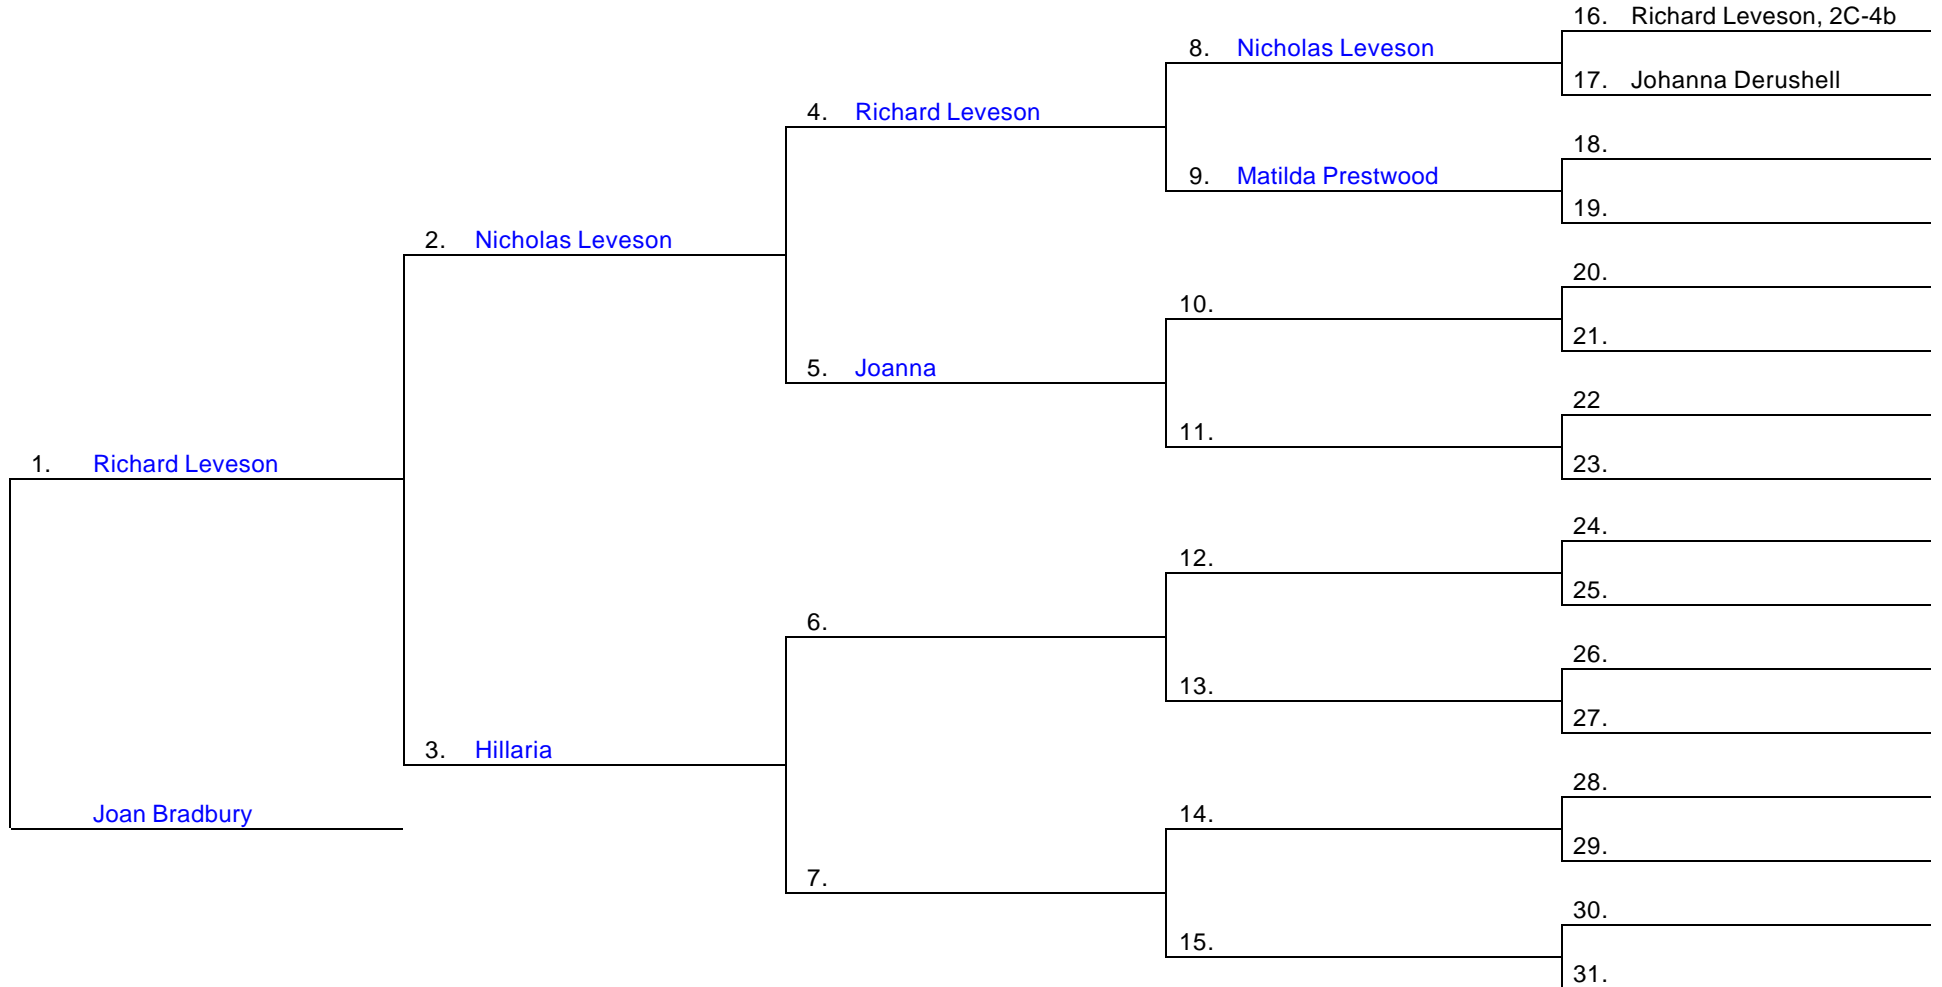 16. Richard Leveson, 2C-4b
8. Nicholas Leveson
17. Johanna Derushell
4. Richard Leveson
18.
9. Matilda Prestwood
19.
2. Nicholas Leveson
20.
10.
21.
5. Joanna
22
11.
1. Richard Leveson
23.
24.
12.
25.
6.
26.
13.
27.
3. Hillaria
28.
Joan Bradbury
14.
29.
7.
30.
15.
31.